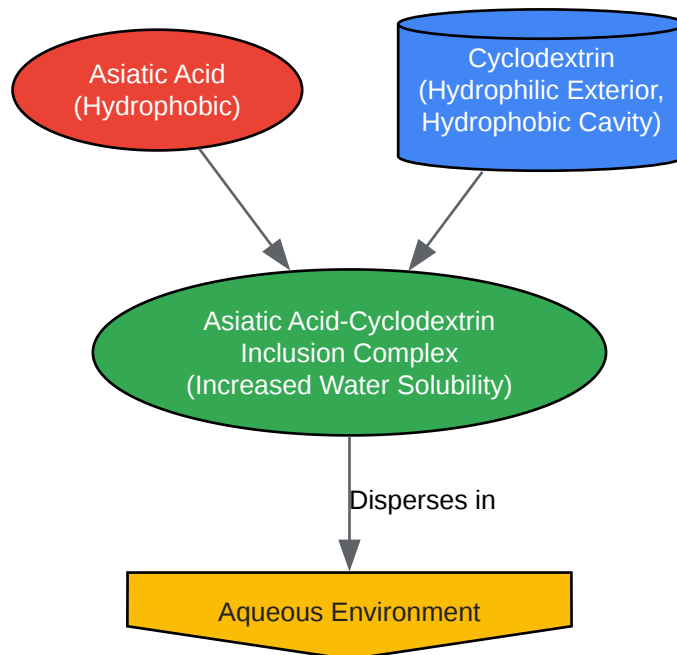 Asiatic Acid
(Hydrophobic)
Cyclodextrin
(Hydrophilic Exterior,
Hydrophobic Cavity)
Asiatic Acid-Cyclodextrin
Inclusion Complex
(Increased Water Solubility)
Disperses in
Aqueous Environment